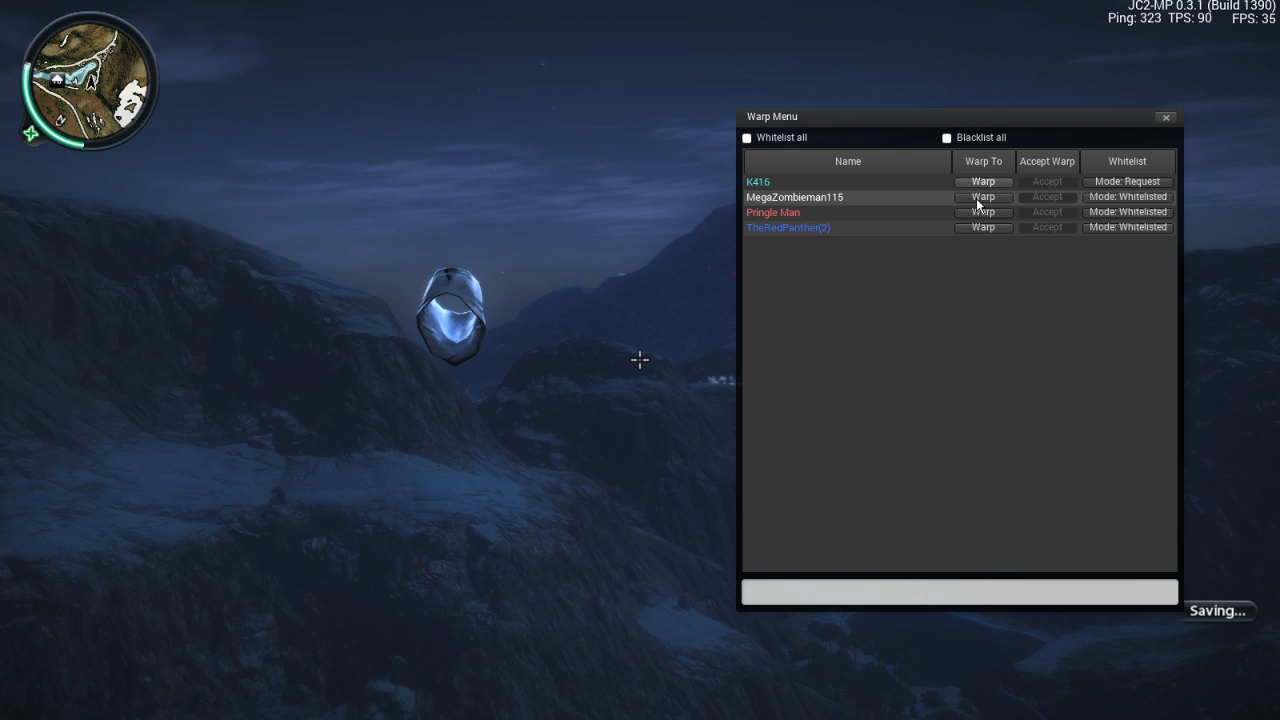 JC2-MP 0.3.1 (Build 1390)
Ping: 323 TPS: 90 FPS: 35
Warp Menu
Whitelist all Blacklist all
Name Warp To Accept Warp Whitelist
K416 Warp Accept Mode: Request
MegaZombieman115 Warp Accept Mode: Whitelisted
Pringle Man Warp Accept Mode: Whitelisted
TheRedPanther(2) Warp Accept Mode: Whitelisted
Saving...